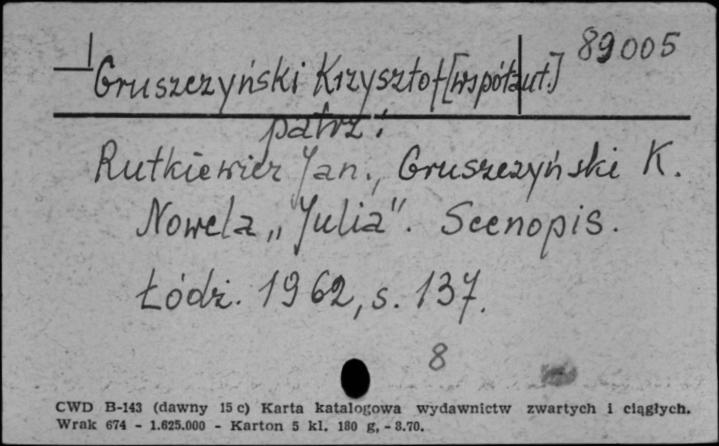 89005
Gruszczyński Krzysztof [współaut.]
patrz:
Rutkiewicz Jan., Gruszczyński K.
Nowela „Julia". Scenopis.
Łódź. 1962, s. 137.
8
CWD B-143 (dawny 15 c) Karta katalogowa wydawnictw zwartych i ciągłych.
Wrak 674 - 1.625.000 - Karton 5 kl. 180 g, - 8.70.